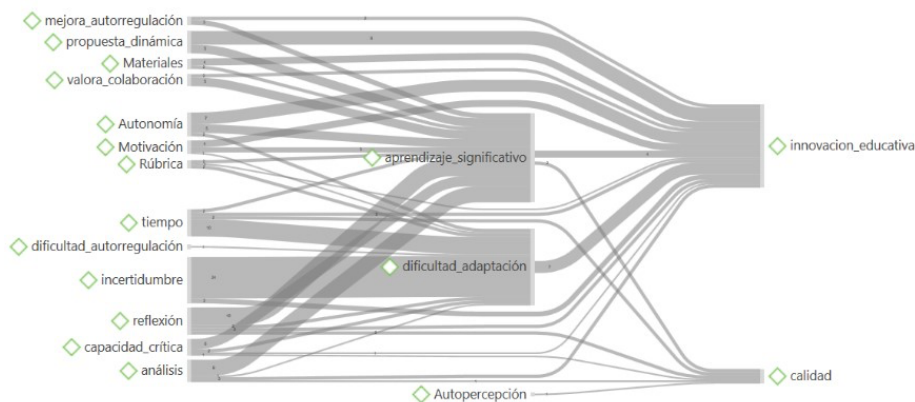 mejora_autorregulación
propuesta_dinámica
Materiales
valora_colaboración
Autonomía
Motivación
Rúbrica
tiempo
dificultad_autorregulación
incertidumbre
reflexión
capacidad_crítica
análisis
aprendizaje_significativo
dificultad_adaptación
Autopercepción
innovacion_educativa
calidad